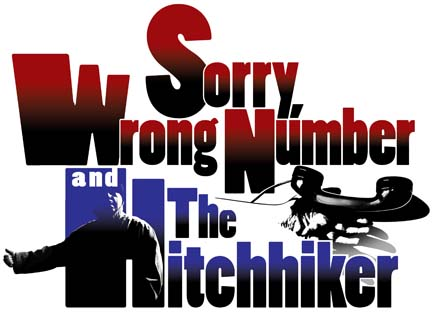 Sorry,
Wrong Number
and
The
Hitchhiker